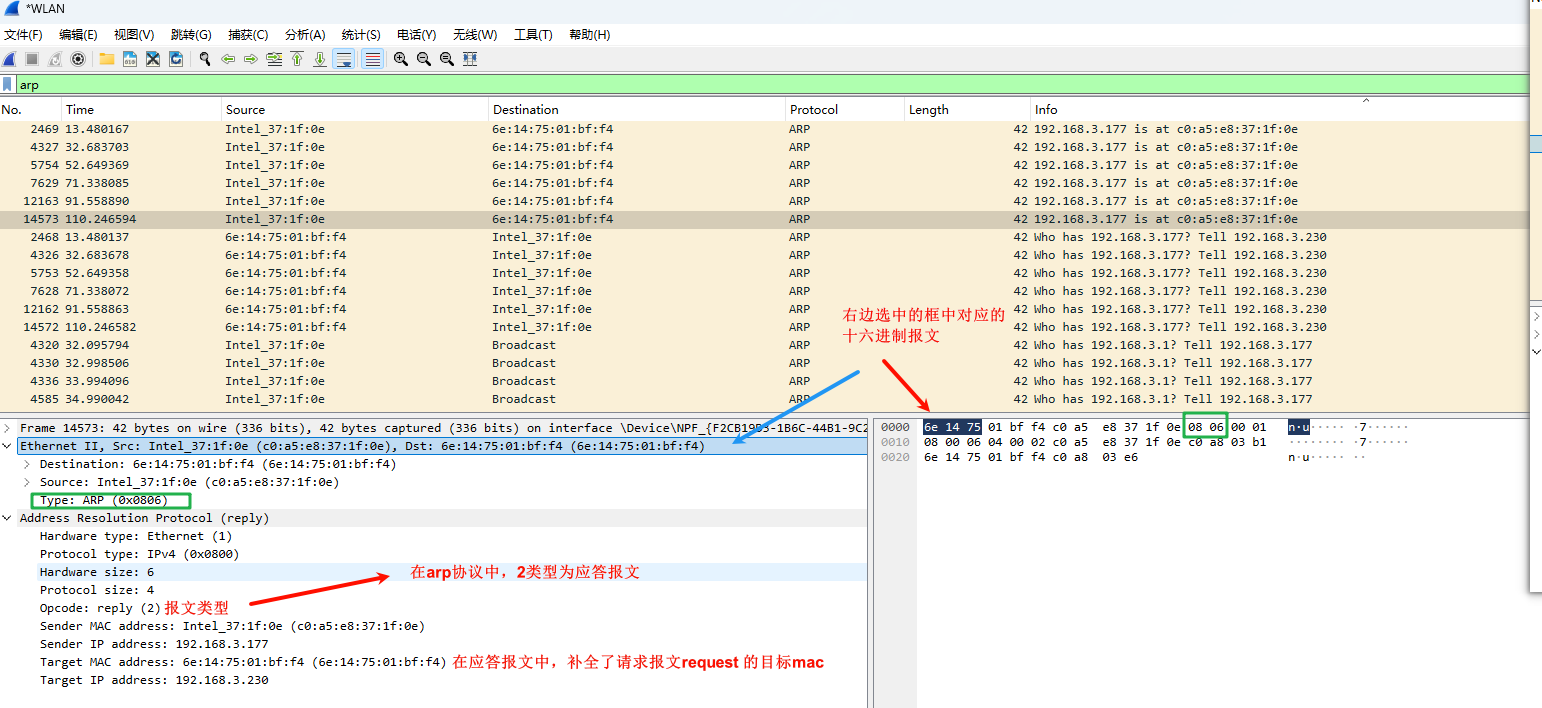 *WLAN
文件(F) 编辑(E) 视图(V) 跳转(G) 捕获(C) 分析(A) 统计(S) 电话(Y) 无线(W) 工具(T) 帮助(H)
arp
No. Time Source Destination Protocol Length Info
2469 13.480167 Intel_37:1f:0e 6e:14:75:01:bf:f4 ARP 42 192.168.3.177 is at c0:a5:e8:37:1f:0e
4327 32.683703 Intel_37:1f:0e 6e:14:75:01:bf:f4 ARP 42 192.168.3.177 is at c0:a5:e8:37:1f:0e
5754 52.649369 Intel_37:1f:0e 6e:14:75:01:bf:f4 ARP 42 192.168.3.177 is at c0:a5:e8:37:1f:0e
7629 71.338085 Intel_37:1f:0e 6e:14:75:01:bf:f4 ARP 42 192.168.3.177 is at c0:a5:e8:37:1f:0e
12163 91.558890 Intel_37:1f:0e 6e:14:75:01:bf:f4 ARP 42 192.168.3.177 is at c0:a5:e8:37:1f:0e
14573 110.246594 Intel_37:1f:0e 6e:14:75:01:bf:f4 ARP 42 192.168.3.177 is at c0:a5:e8:37:1f:0e
2468 13.480137 6e:14:75:01:bf:f4 Intel_37:1f:0e ARP 42 Who has 192.168.3.177? Tell 192.168.3.230
4326 32.683678 6e:14:75:01:bf:f4 Intel_37:1f:0e ARP 42 Who has 192.168.3.177? Tell 192.168.3.230
5753 52.649358 6e:14:75:01:bf:f4 Intel_37:1f:0e ARP 42 Who has 192.168.3.177? Tell 192.168.3.230
7628 71.338072 6e:14:75:01:bf:f4 Intel_37:1f:0e ARP 42 Who has 192.168.3.177? Tell 192.168.3.230
12162 91.558863 6e:14:75:01:bf:f4 Intel_37:1f:0e ARP 42 Who has 192.168.3.177? Tell 192.168.3.230
14572 110.246582 6e:14:75:01:bf:f4 Intel_37:1f:0e ARP 42 Who has 192.168.3.177? Tell 192.168.3.230
4320 32.095794 Intel_37:1f:0e Broadcast ARP 42 Who has 192.168.3.1? Tell 192.168.3.177
4330 32.998506 Intel_37:1f:0e Broadcast ARP 42 Who has 192.168.3.1? Tell 192.168.3.177
4336 33.994096 Intel_37:1f:0e Broadcast ARP 42 Who has 192.168.3.1? Tell 192.168.3.177
4585 34.990042 Intel_37:1f:0e Broadcast ARP 42 Who has 192.168.3.1? Tell 192.168.3.177
右边选中的框中对应的
十六进制报文
Frame 14573: 42 bytes on wire (336 bits), 42 bytes captured (336 bits) on interface
Ethernet II, Src: Intel_37:1f:0e (c0:a5:e8:37:1f:0e), Dst: 6e:14:75:01:bf:f4 (6e:14:75:01:bf:f4)
Destination: 6e:14:75:01:bf:f4 (6e:14:75:01:bf:f4)
Source: Intel_37:1f:0e (c0:a5:e8:37:1f:0e)
Type: ARP (0x0806)
Address Resolution Protocol (reply)
Hardware type: Ethernet (1)
Protocol type: IPv4 (0x0800)
Hardware size: 6
在arp协议中，2类型为应答报文
Protocol size: 4
Opcode: reply (2) 报文类型
Sender MAC address: Intel_37:1f:0e (c0:a5:e8:37:1f:0e)
Sender IP address: 192.168.3.177
Target MAC address: 6e:14:75:01:bf:f4 (6e:14:75:01:bf:f4) 在应答报文中，补全了请求报文request 的目标mac
Target IP address: 192.168.3.230
0000 6e 14 75 01 bf f4 c0 a5 e8 37 1f 0e 08 06 00 01 n·u····· ·7······
0010 08 00 06 04 00 02 c0 a5 e8 37 1f 0e c0 a8 03 b1 ········ ·7······
0020 6e 14 75 01 bf f4 c0 a8 03 e6 n·u····· ··